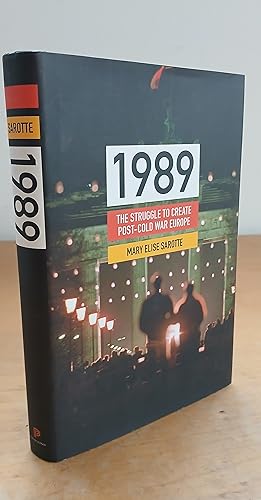 SAROTTE
1989
1989
THE STRUGGLE TO CREATE
POST-COLD WAR EUROPE
MARY ELISE SAROTTE